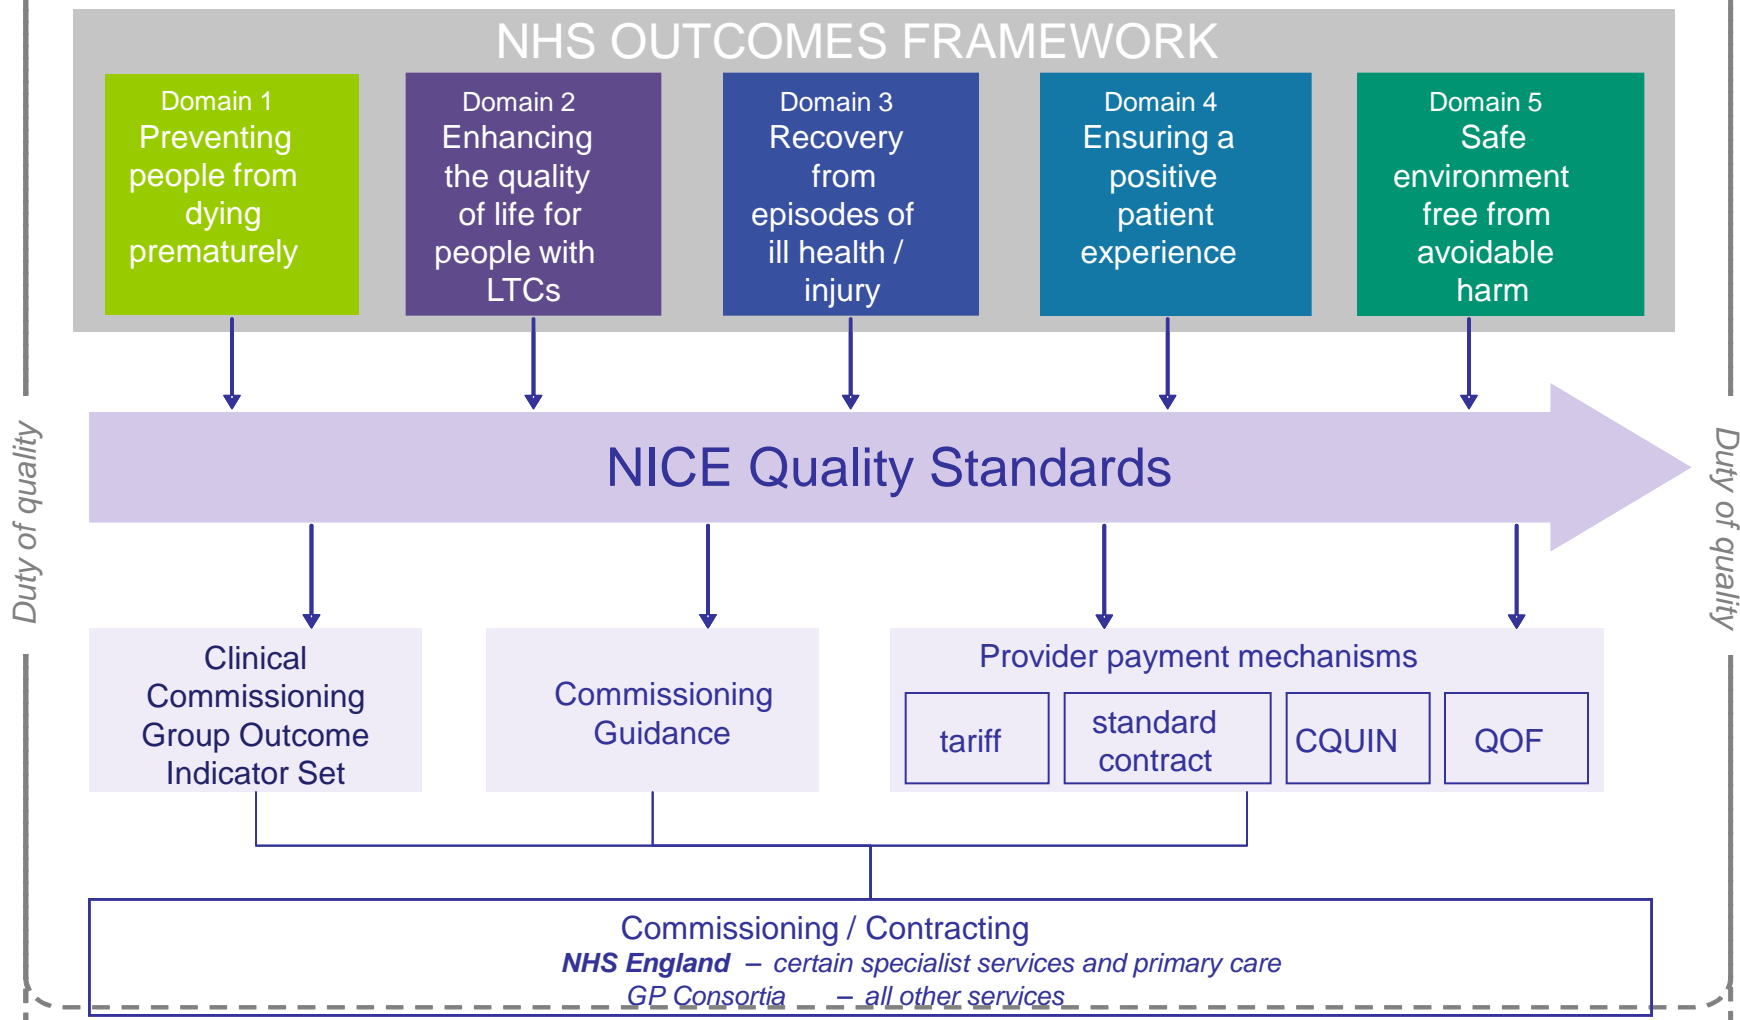 NHS OUTCOMES FRAMEWORK
Domain 1
Preventing
people from
dying
prematurely
Domain 2
Enhancing
the quality
of life for
people with
LTCs
Domain 3
Recovery
from
episodes of
ill health /
injury
Domain 4
Ensuring a
positive
patient
experience
Domain 5
Safe
environment
free from
avoidable
harm
Duty of quality
NICE Quality Standards
Duty of quality
Clinical
Commissioning
Group Outcome
Indicator Set
Commissioning
Guidance
Provider payment mechanisms
tariff
standard
contract
CQUIN
QOF
Commissioning / Contracting
NHS England – certain specialist services and primary care
GP Consortia – all other services